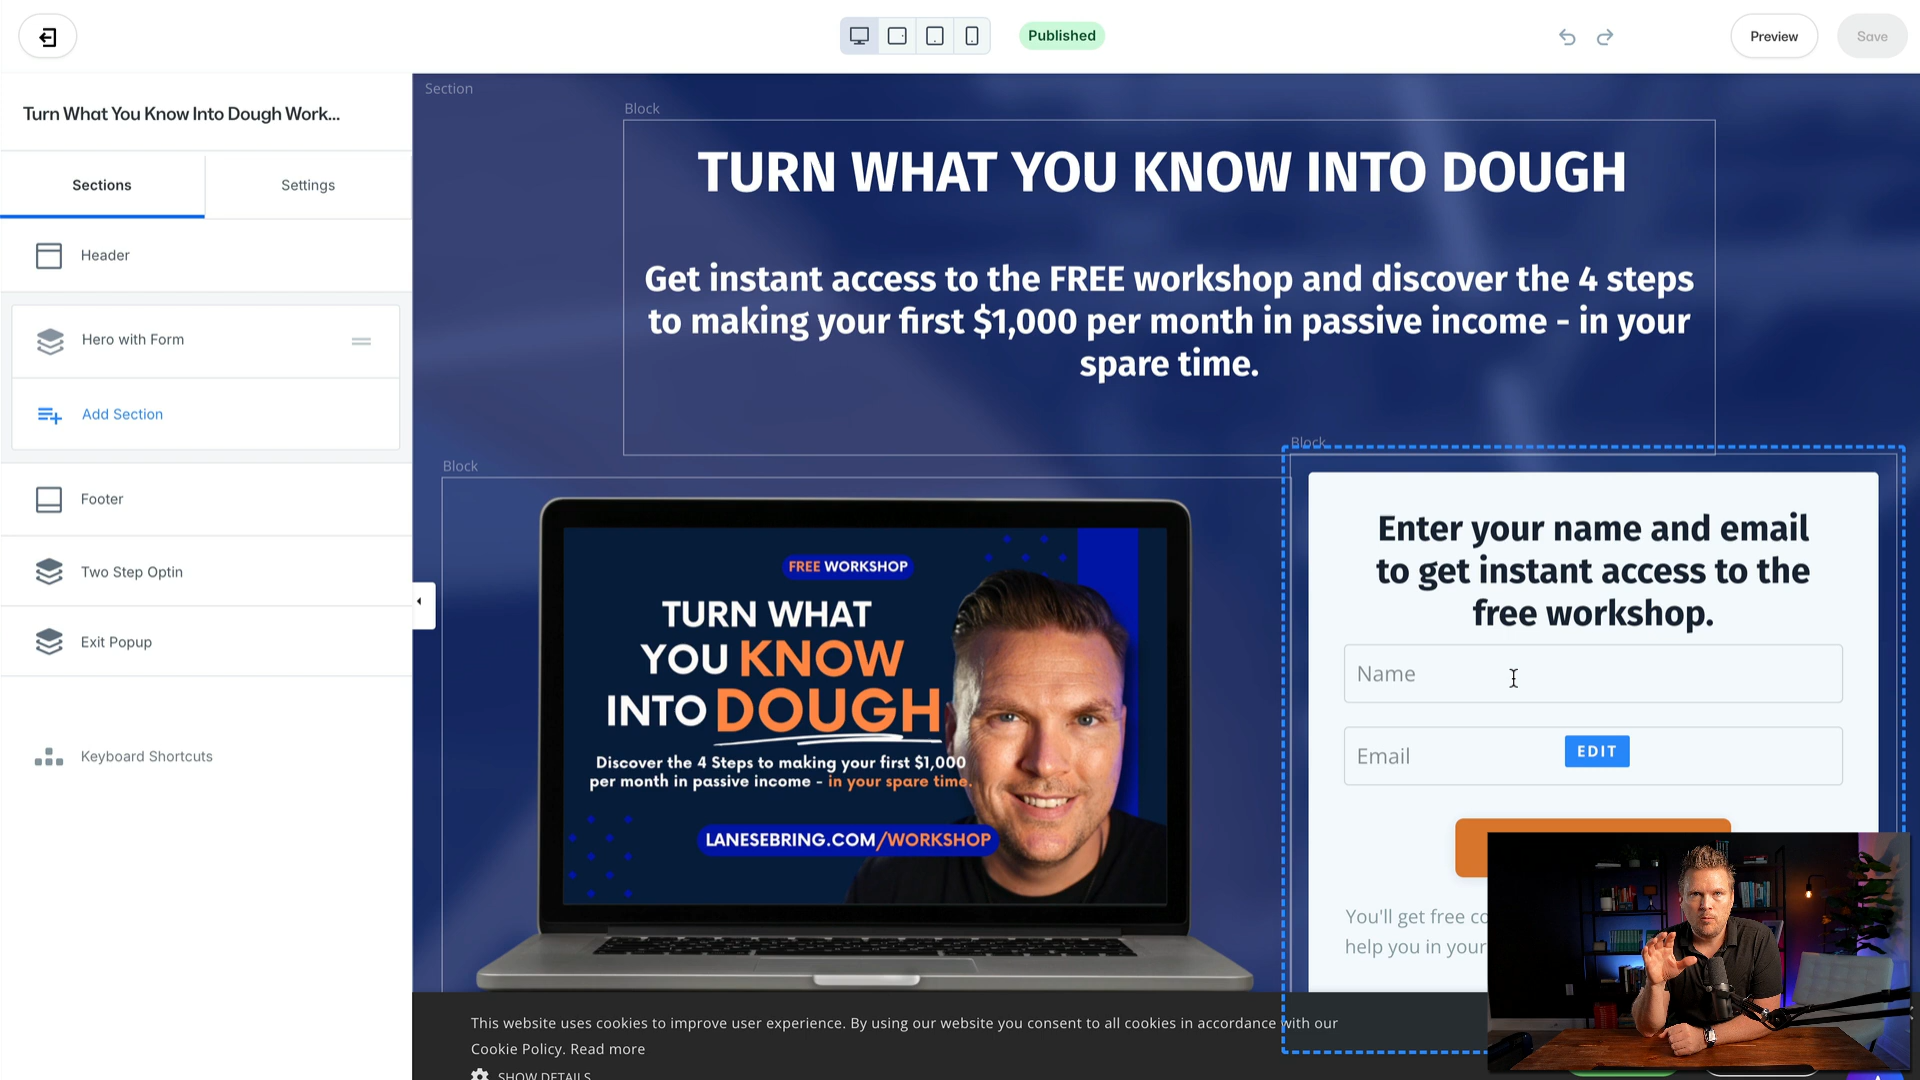 Published
Preview
Save
Turn What You Know Into Dough Work...
Sections
Settings
Header
Hero with Form
Add Section
Footer
Two Step Optin
Exit Popup
Keyboard Shortcuts
Section
Block
TURN WHAT YOU KNOW INTO DOUGH
Get instant access to the FREE workshop and discover the 4 steps
to making your first $1,000 per month in passive income - in your
spare time.
Block
FREE WORKSHOP
TURN WHAT
YOU KNOW
INTO DOUGH
Discover the 4 Steps to making your first $1,000
per month in passive income - in your spare time.
LANESEBRING.COM/WORKSHOP
Block
Enter your name and email
to get instant access to the
free workshop.
Name
Email
EDIT
You'll get free co
help you in your
This website uses cookies to improve user experience. By using our website you consent to all cookies in accordance with our
Cookie Policy. Read more
SHOW DETAILS